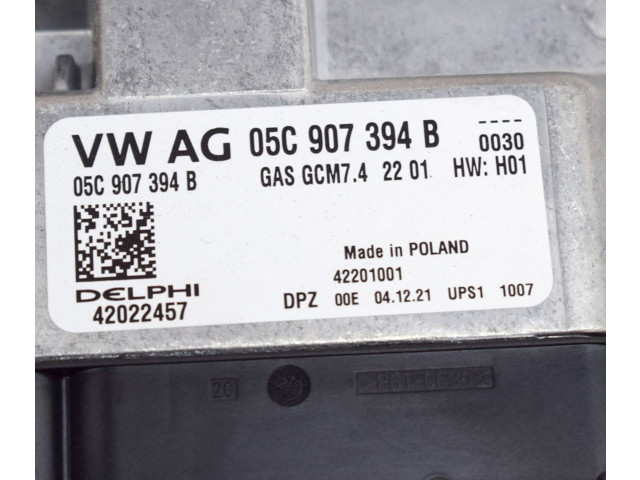 VW AG 05C 907 394 B
----
0030
05C 907 394 B GAS GCM7.4 22 01 HW: H01
Made in POLAND
42201001
DELPHI
42022457
DPZ 00E 04.12.21 UPS1 1007
2C